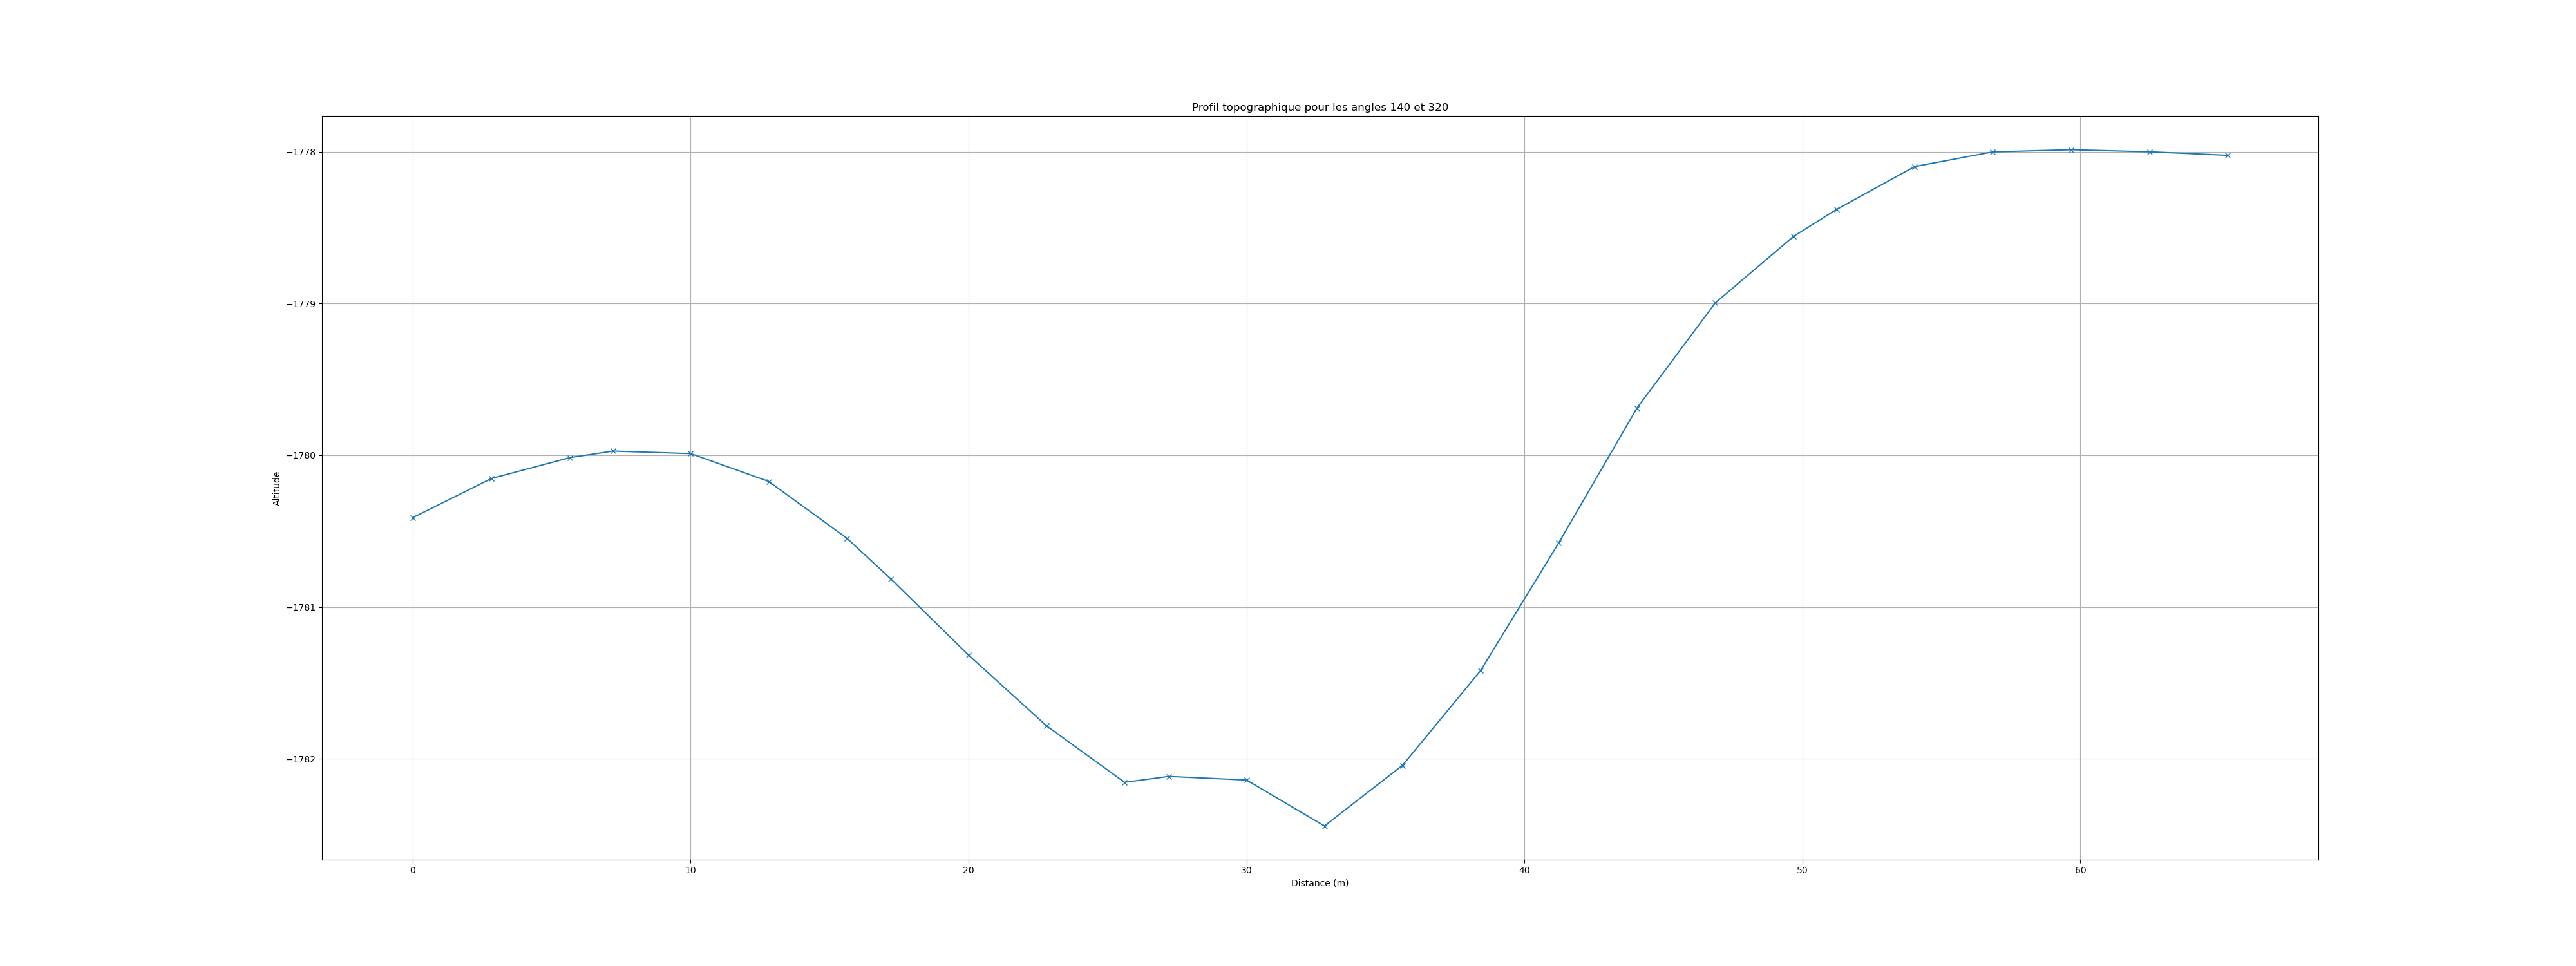 Profil topographique pour les angles 140 et 320
Altitude
−1778
−1779
−1780
−1781
−1782
0 10 20 30 40 50 60
Distance (m)